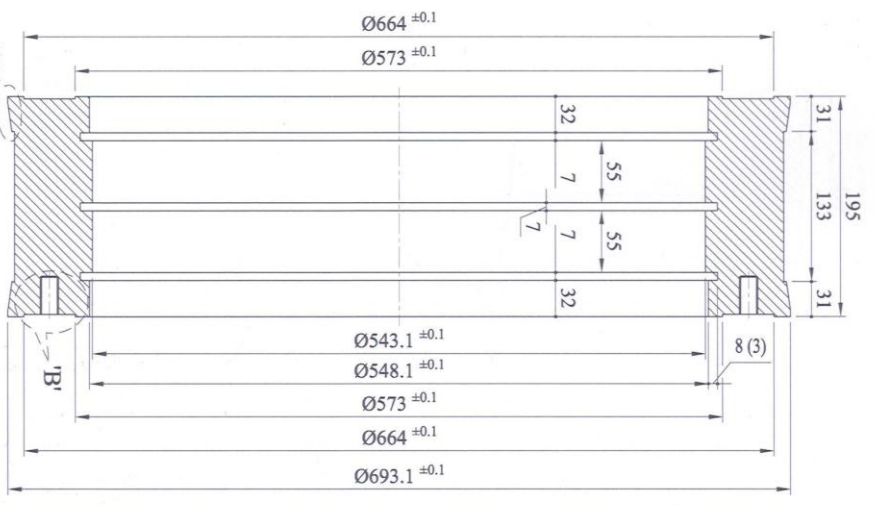 Ø664 ±0.1
Ø573 ±0.1
32
31
7
55
133
195
7
7
55
32
31
Ø543.1 ±0.1
8 (3)
Ø548.1 ±0.1
'B'
Ø573 ±0.1
Ø664 ±0.1
Ø693.1 ±0.1